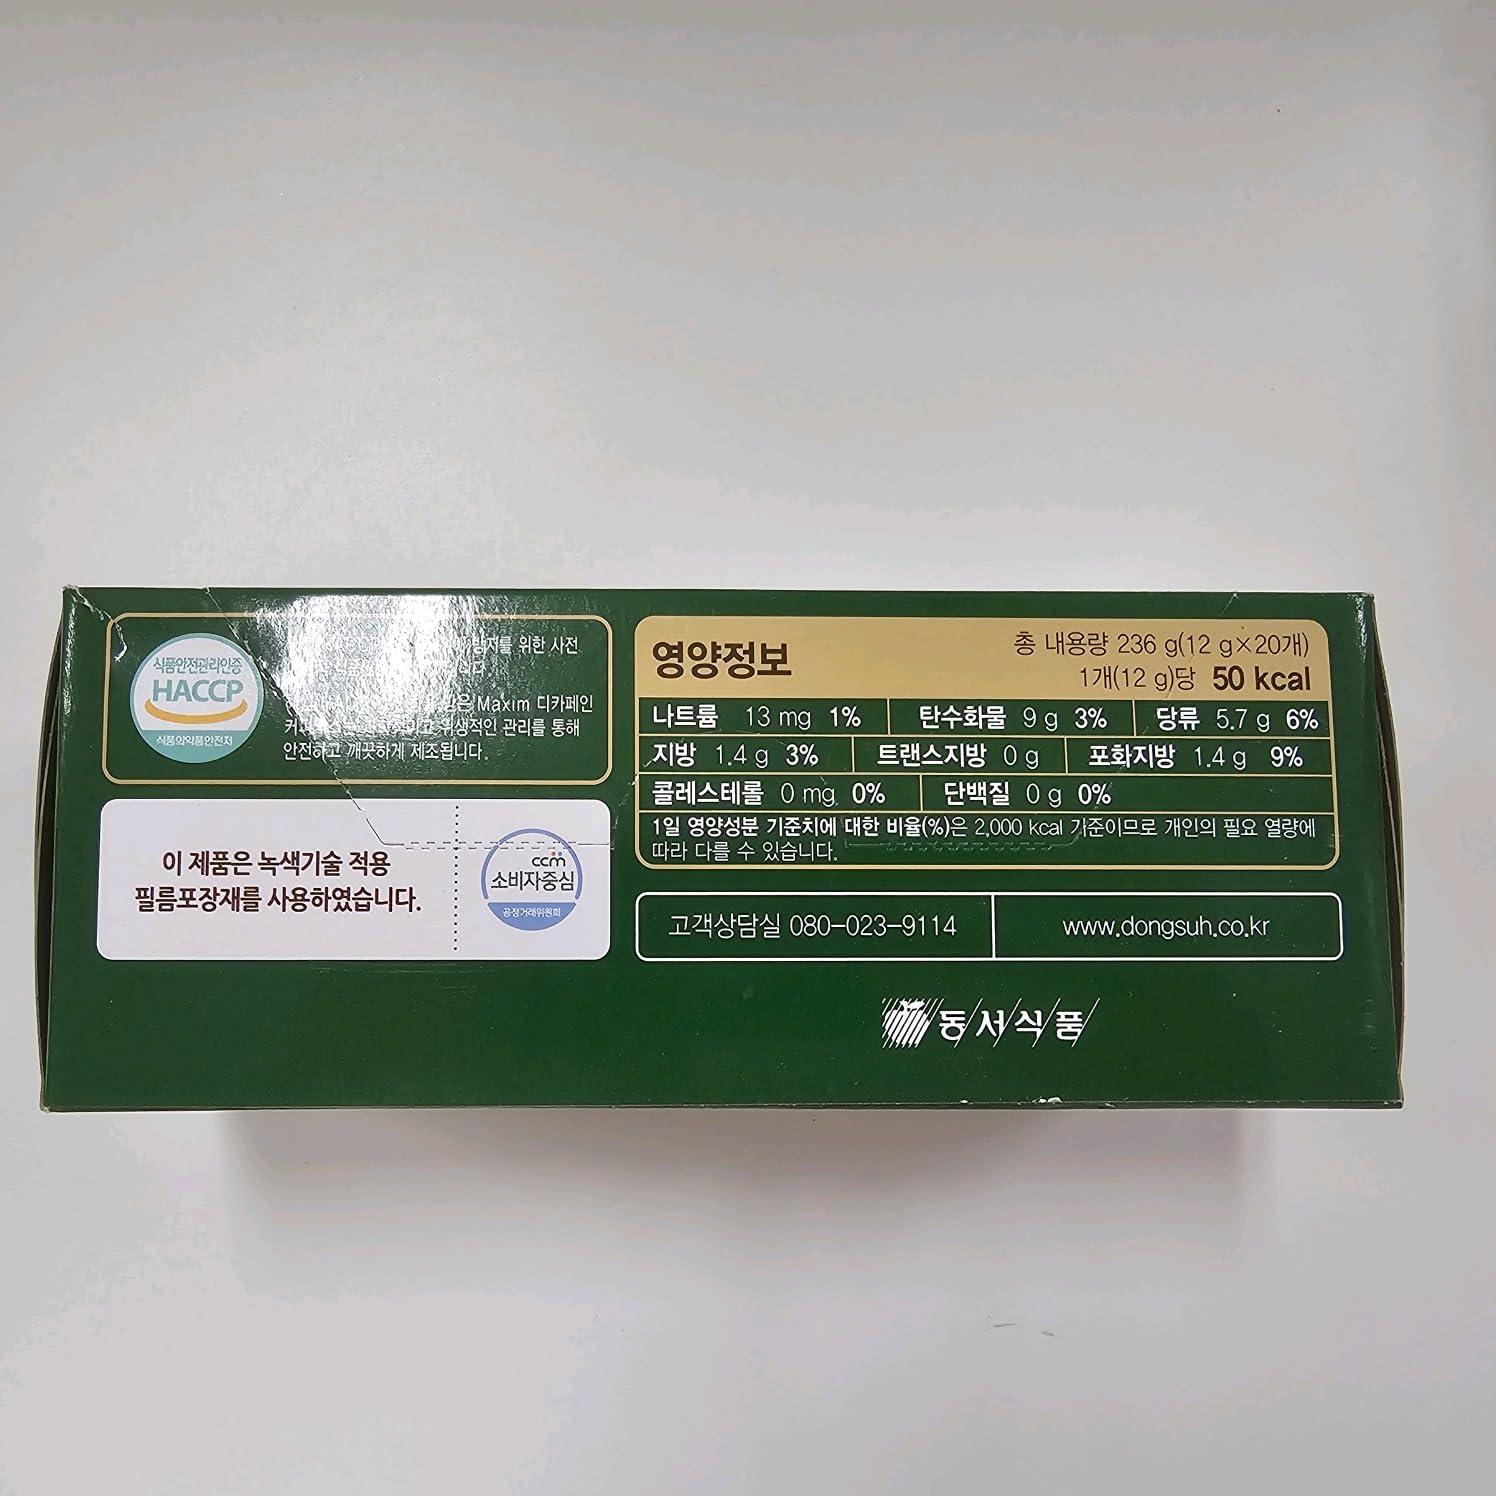 식품안전관리인증
HACCP
식품의약품안전처
방지를 위한 사전
Maxim 디카페인
위생적인 관리를 통해
안전하고 깨끗하게 제조됩니다.
이 제품은 녹색기술 적용
필름포장재를 사용하였습니다.
ccm
소비자중심
공정거래위원회
영양정보
총 내용량 236 g(12 g×20개)
1개(12 g)당 50 kcal
나트륨 13 mg 1% 탄수화물 9 g 3% 당류 5.7 g 6%
지방 1.4 g 3% 트랜스지방 0 g 포화지방 1.4 g 9%
콜레스테롤 0 mg 0% 단백질 0 g 0%
1일 영양성분 기준치에 대한 비율(%)은 2,000 kcal 기준이므로 개인의 필요 열량에
따라 다를 수 있습니다.
고객상담실 080-023-9114 www.dongsuh.co.kr
동서식품